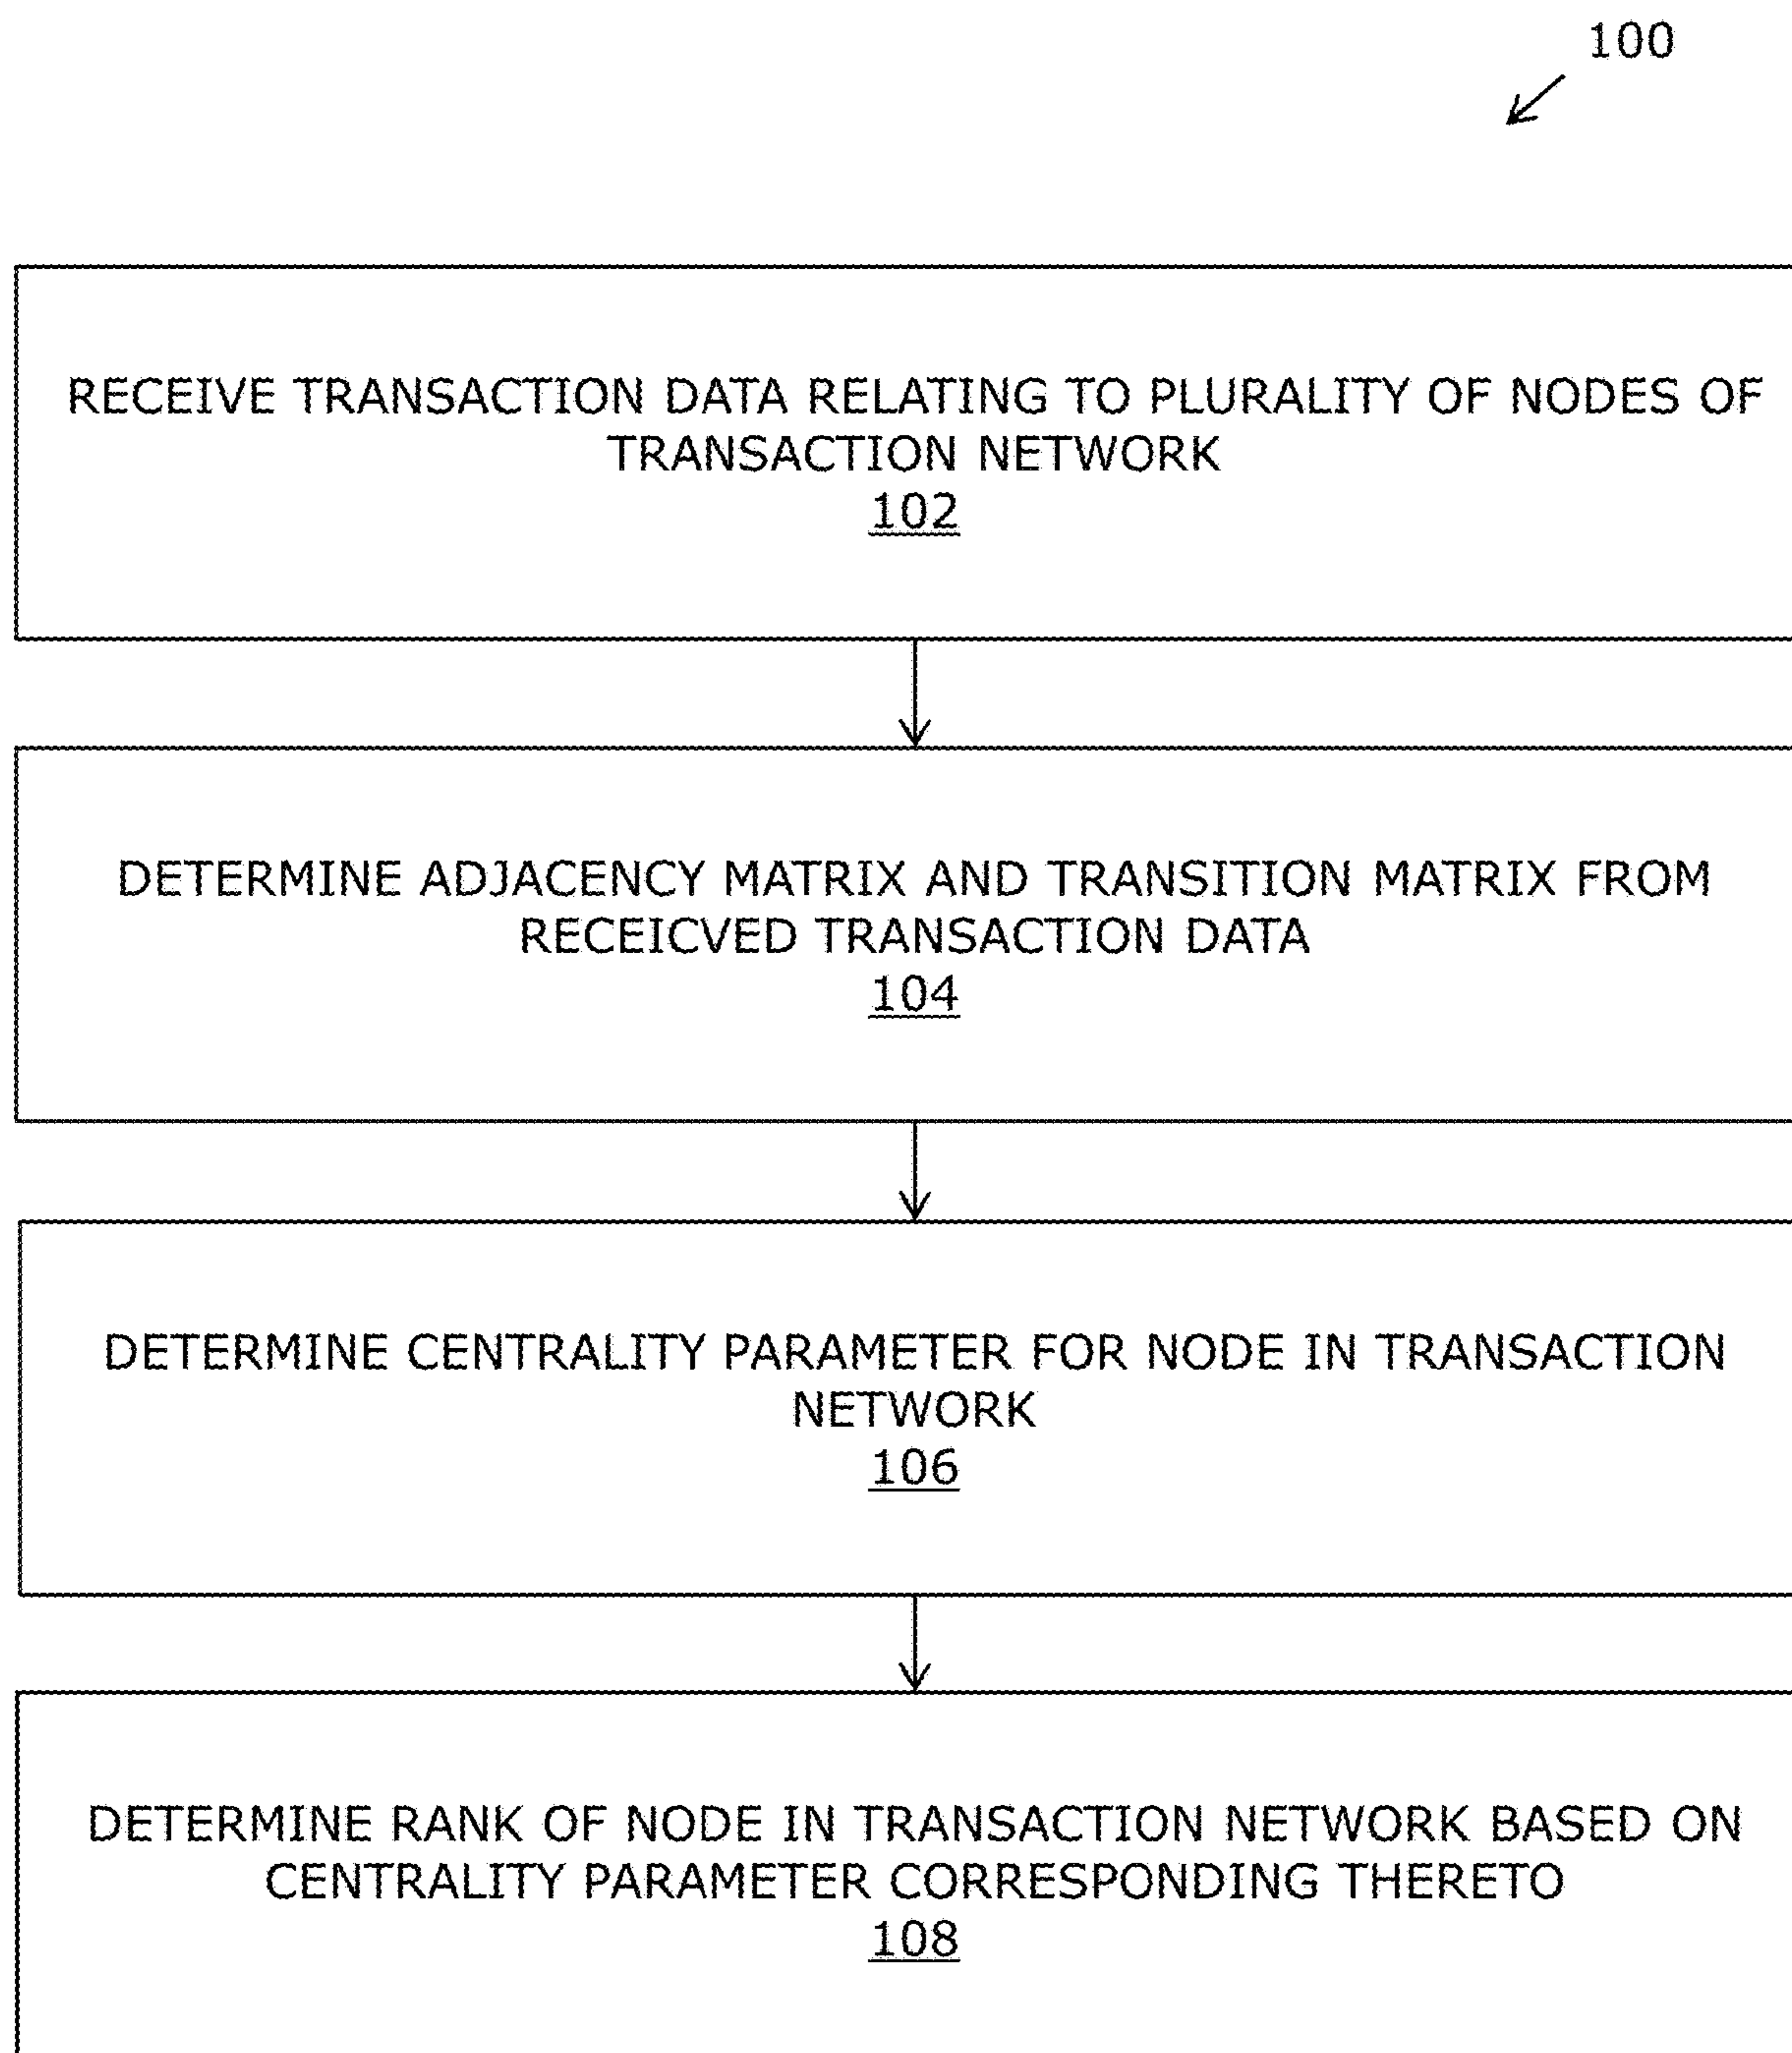 100
RECEIVE TRANSACTION DATA RELATING TO PLURALITY OF NODES OF
TRANSACTION NETWORK
102
DETERMINE ADJACENCY MATRIX AND TRANSITION MATRIX FROM
RECEICVED TRANSACTION DATA
104
DETERMINE CENTRALITY PARAMETER FOR NODE IN TRANSACTION
NETWORK
106
DETERMINE RANK OF NODE IN TRANSACTION NETWORK BASED ON
CENTRALITY PARAMETER CORRESPONDING THERETO
108